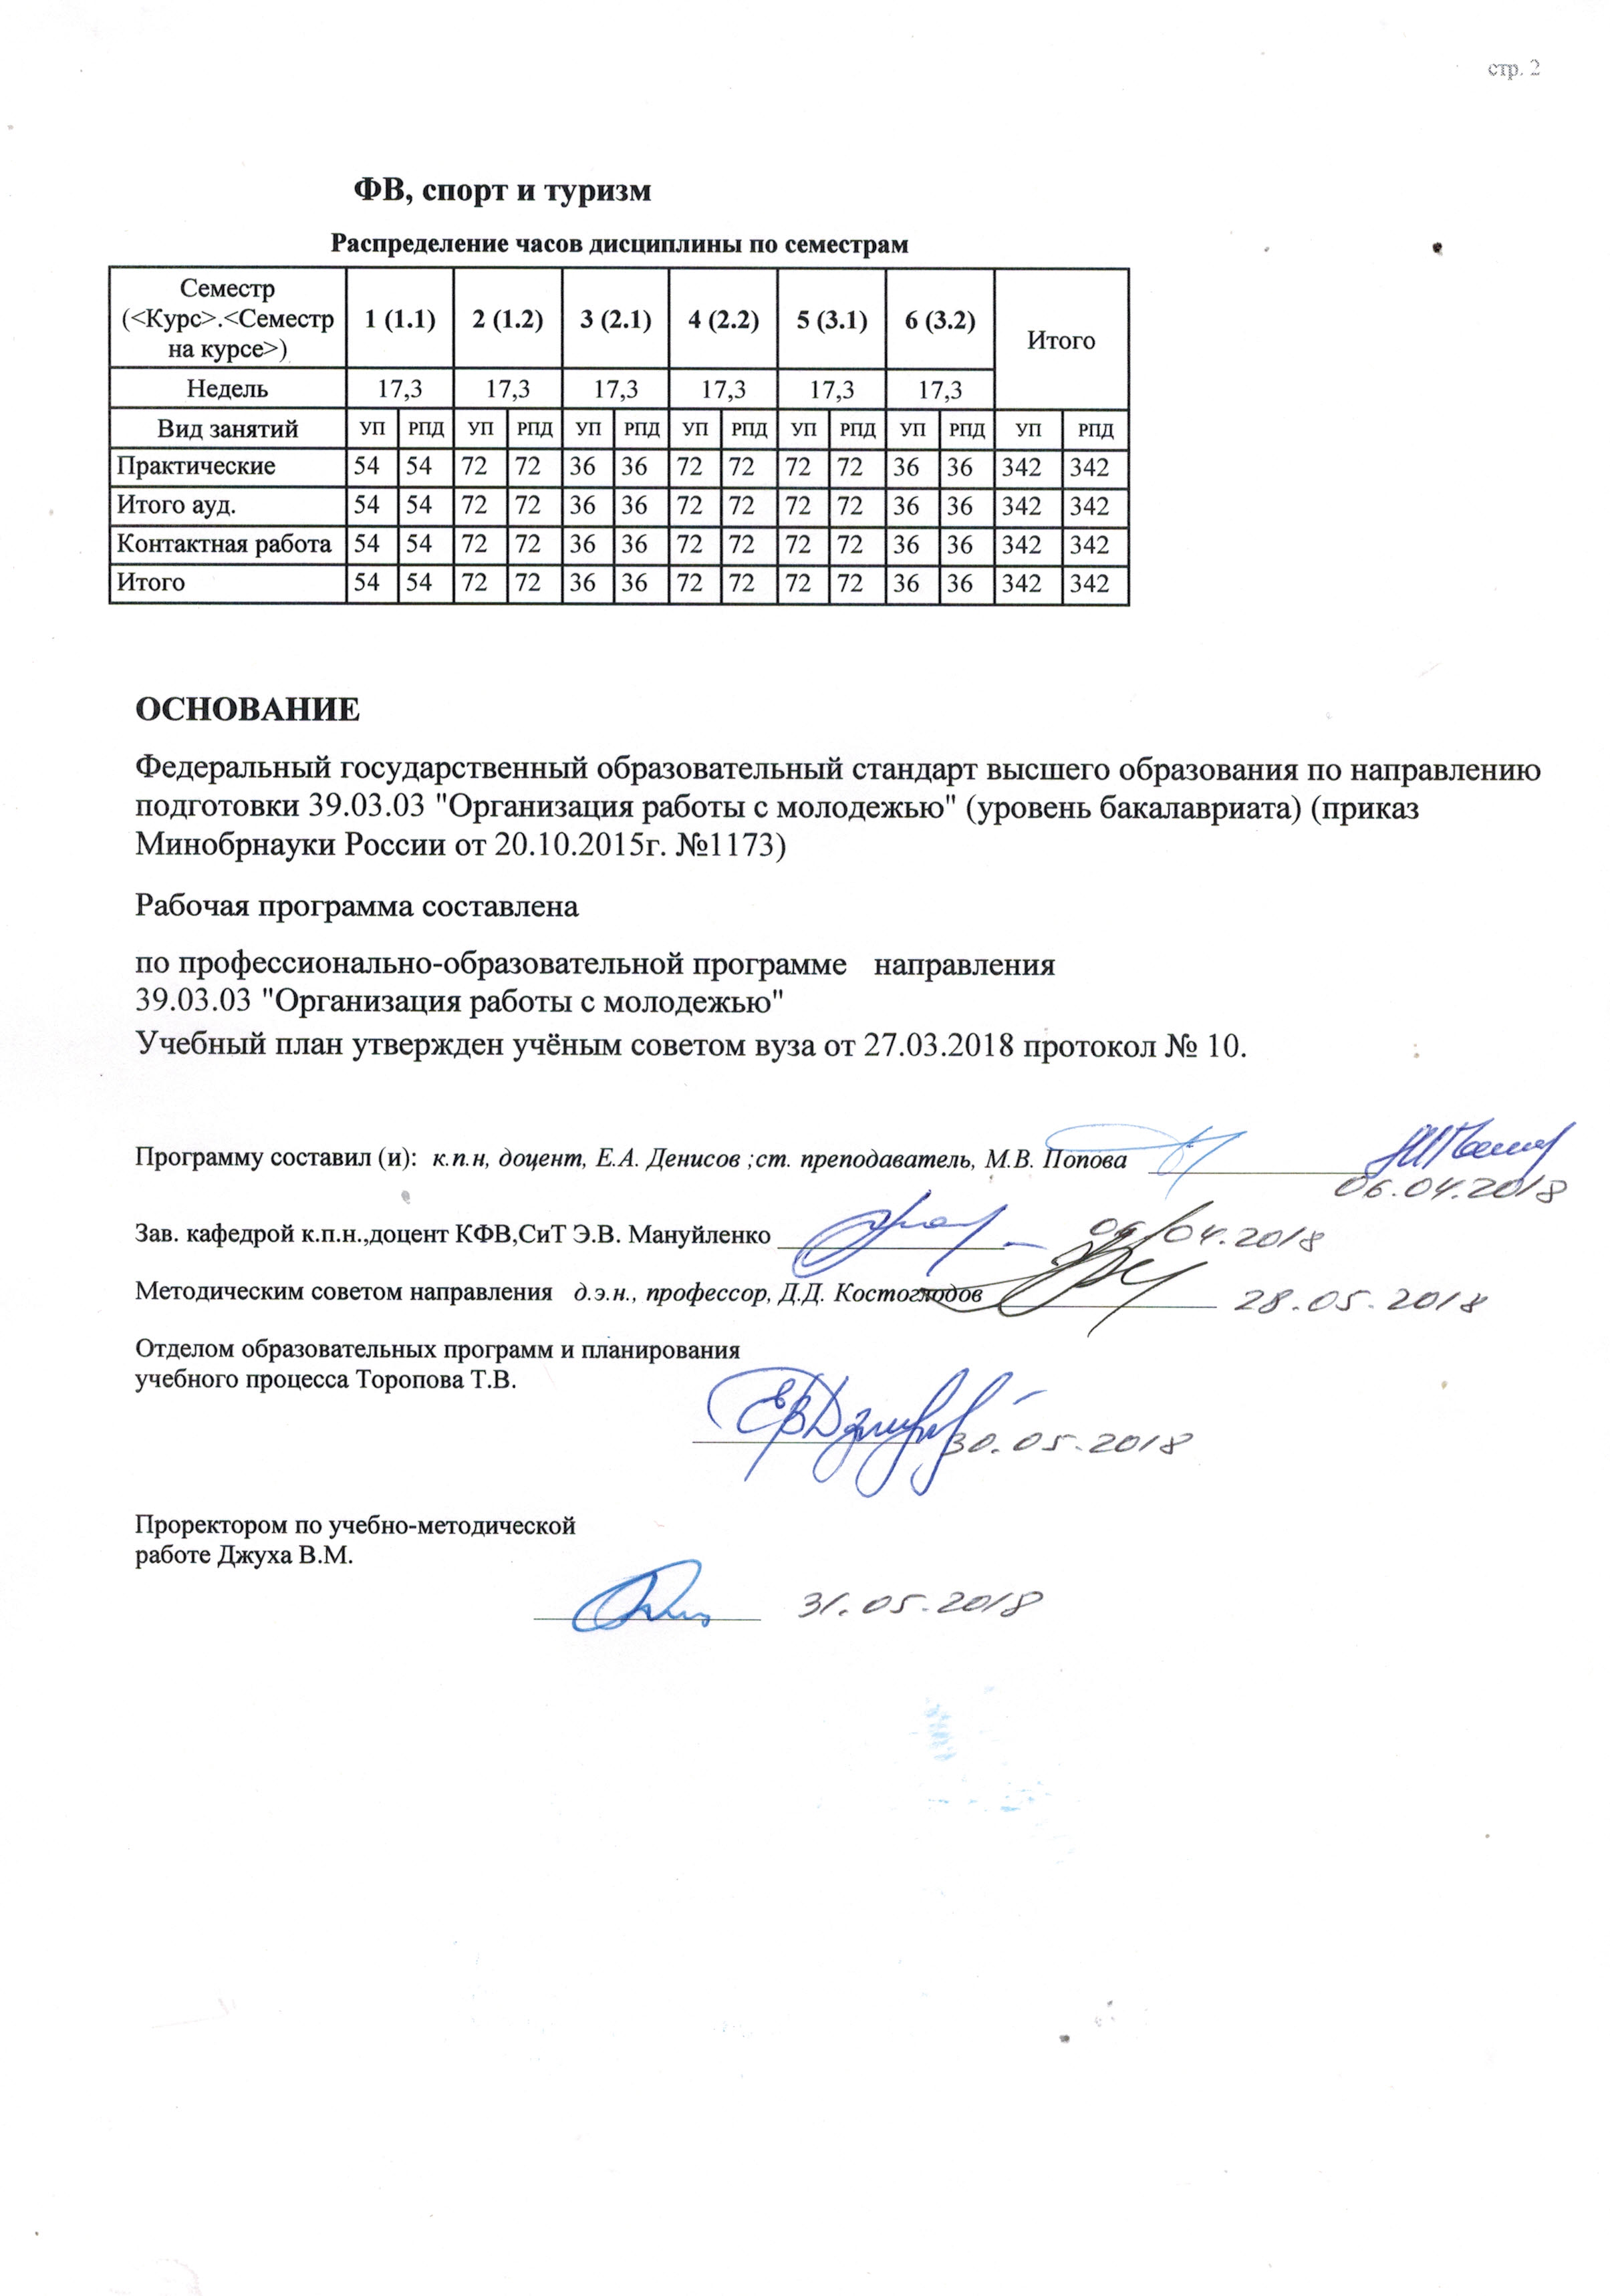 стр. 2
ФВ, спорт и туризм
Распределение часов дисциплины по семестрам
Семестр (<Курс>.<Семестр на курсе>) 1 (1.1) 2 (1.2) 3 (2.1) 4 (2.2) 5 (3.1) 6 (3.2) Итого
Недель 17,3 17,3 17,3 17,3 17,3 17,3
Вид занятий УП РПД УП РПД УП РПД УП РПД УП РПД УП РПД УП РПД
Практические 54 54 72 72 36 36 72 72 72 72 36 36 342 342
Итого ауд. 54 54 72 72 36 36 72 72 72 72 36 36 342 342
Контактная работа 54 54 72 72 36 36 72 72 72 72 36 36 342 342
Итого 54 54 72 72 36 36 72 72 72 72 36 36 342 342
ОСНОВАНИЕ
Федеральный государственный образовательный стандарт высшего образования по направлению
подготовки 39.03.03 "Организация работы с молодежью" (уровень бакалавриата) (приказ
Минобрнауки России от 20.10.2015г. №1173)
Рабочая программа составлена
по профессионально-образовательной программе направления
39.03.03 "Организация работы с молодежью"
Учебный план утвержден учёным советом вуза от 27.03.2018 протокол № 10.
Программу составил (и): к.п.н, доцент, Е.А. Денисов ;ст. преподаватель, М.В. Попова
06.04.2018
Зав. кафедрой к.п.н.,доцент КФВ,СиТ Э.В. Мануйленко 06.04.2018
Методическим советом направления д.э.н., профессор, Д.Д. Костоглодов 28.05.2018
Отделом образовательных программ и планирования
учебного процесса Торопова Т.В.
30.05.2018
Проректором по учебно-методической
работе Джуха В.М.
31.05.2018